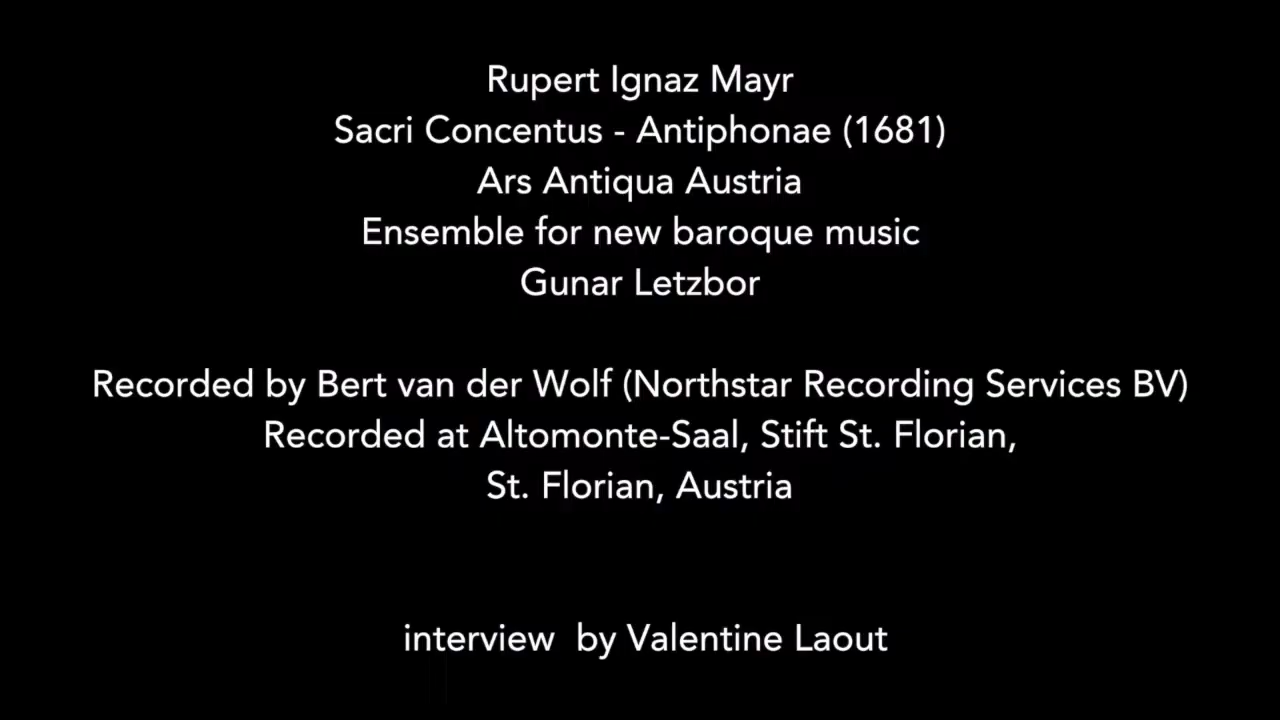 Rupert Ignaz Mayr
Sacri Concentus - Antiphonae (1681)
Ars Antiqua Austria
Ensemble for new baroque music
Gunar Letzbor
Recorded by Bert van der Wolf (Northstar Recording Services BV)
Recorded at Altomonte-Saal, Stift St. Florian,
St. Florian, Austria
interview  by Valentine Laout